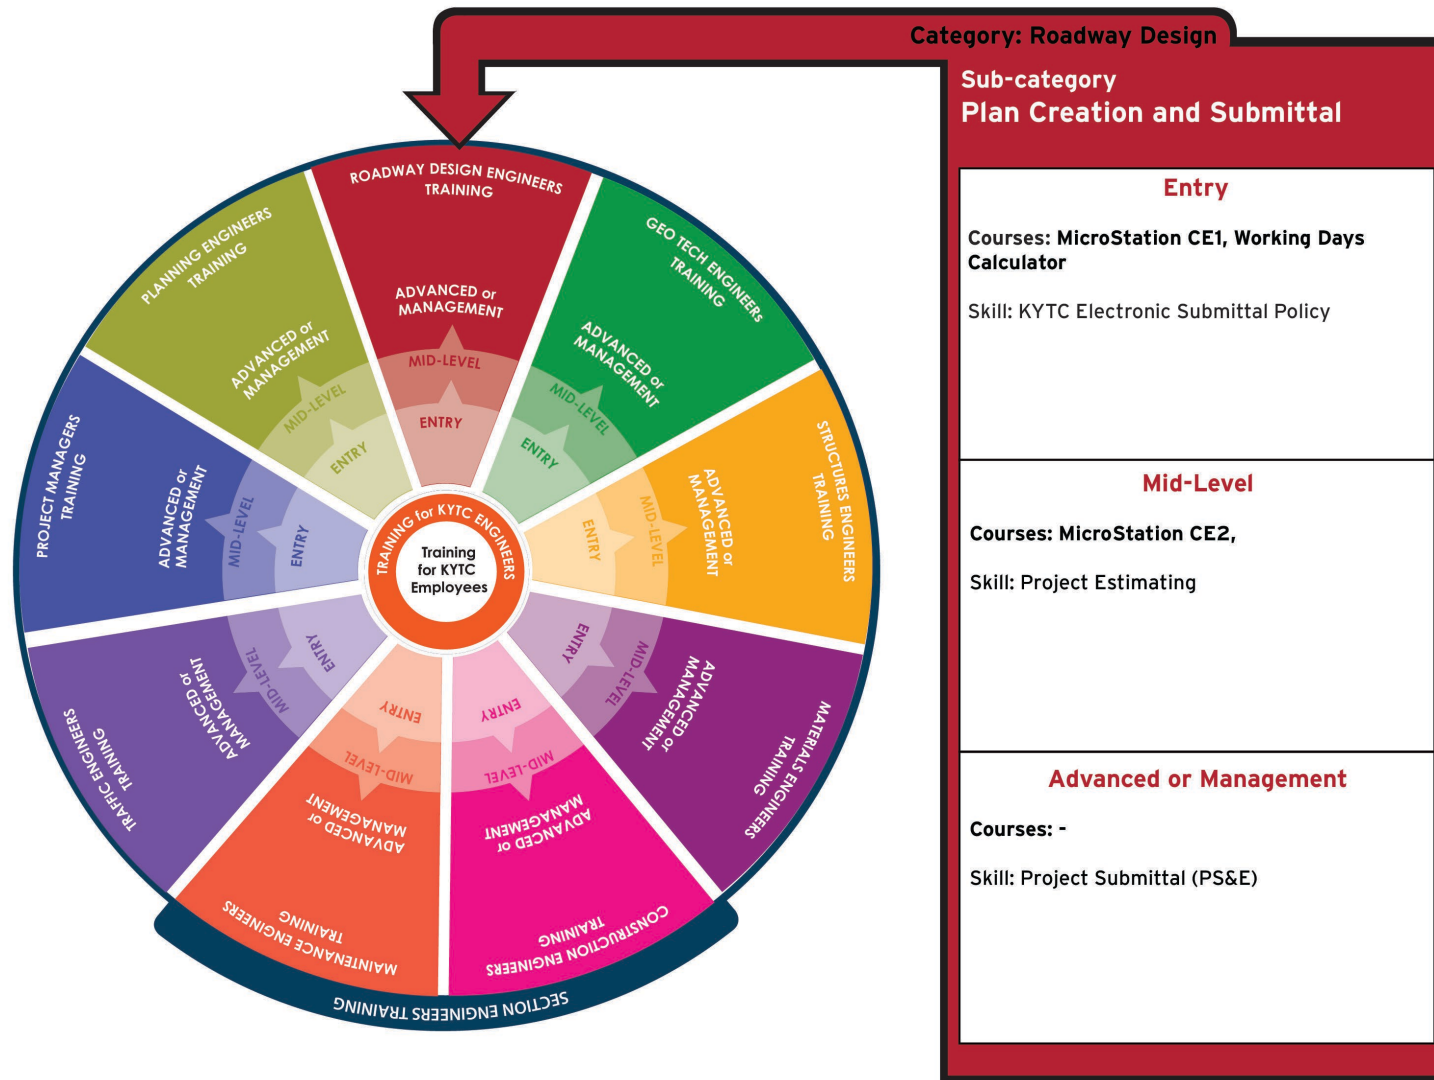 Category: Roadway Design
Sub-category
Plan Creation and Submittal
Entry
Courses: MicroStation CE1, Working Days
Calculator
Skill: KYTC Electronic Submittal Policy
Mid-Level
Courses: MicroStation CE2,
Skill: Project Estimating
Advanced or Management
Courses: -
Skill: Project Submittal (PS&E)
ROADWAY DESIGN ENGINEERS
TRAINING
ADVANCED or
MANAGEMENT
MID-LEVEL
ENTRY
GEO TECH ENGINEERs
TRAINING
ADVANCED or
MANAGEMENT
MID-LEVEL
ENTRY
STRUCTURES ENGINEERS
TRAINING
ADVANCED or
MANAGEMENT
MID-LEVEL
ENTRY
MATERIALS ENGINEERS
TRAINING
ADVANCED or
MANAGEMENT
MID-LEVEL
ENTRY
CONSTRUCTION ENGINEERS
TRAINING
ADVANCED or
MANAGEMENT
MID-LEVEL
ENTRY
MAINTENANCE ENGINEERS
TRAINING
ADVANCED or
MANAGEMENT
MID-LEVEL
ENTRY
TRAFFIC ENGINEERS
TRAINING
ADVANCED or
MANAGEMENT
MID-LEVEL
ENTRY
PROJECT MANAGERS
TRAINING
ADVANCED or
MANAGEMENT
MID-LEVEL
ENTRY
PLANNING ENGINEERS
TRAINING
ADVANCED or
MANAGEMENT
MID-LEVEL
ENTRY
TRAINING for KYTC ENGINEERS
Training
for KYTC
Employees
SECTION ENGINEERS TRAINING